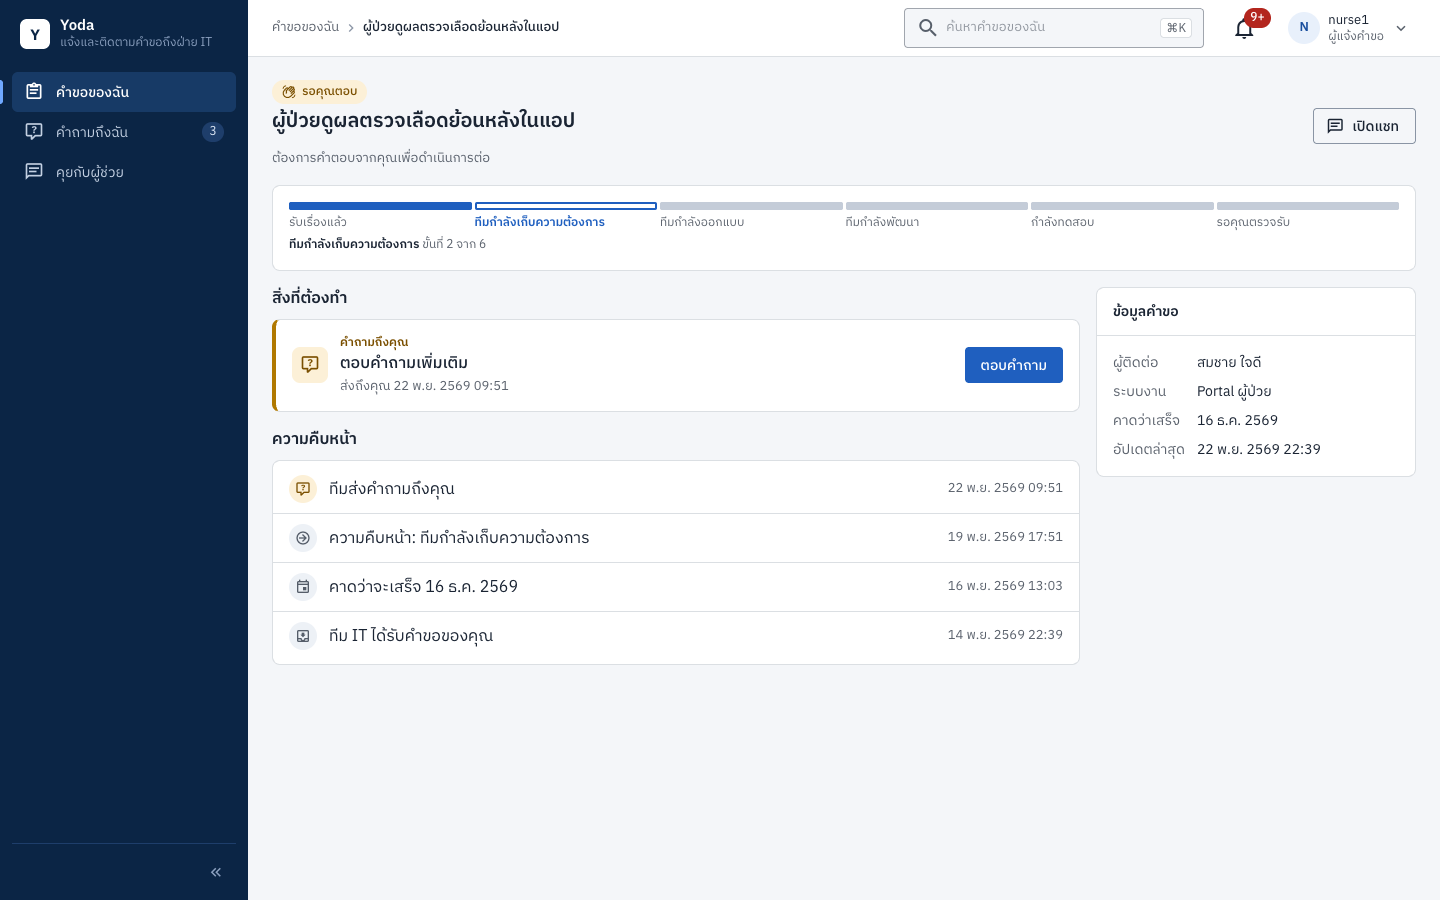 Y
Yoda
แจ้งและติดตามคำขอถึงฝ่าย IT
คำขอของฉัน
คำถามถึงฉัน
3
คุยกับผู้ช่วย
คำขอของฉัน
ผู้ป่วยดูผลตรวจเลือดย้อนหลังในแอป
ค้นหาคำขอของฉัน
⌘K
9+
N
nurse1
ผู้แจ้งคำขอ
รอคุณตอบ
ผู้ป่วยดูผลตรวจเลือดย้อนหลังในแอป
เปิดแชท
ต้องการคำตอบจากคุณเพื่อดำเนินการต่อ
รับเรื่องแล้ว
ทีมกำลังเก็บความต้องการ
ทีมกำลังออกแบบ
ทีมกำลังพัฒนา
กำลังทดสอบ
รอคุณตรวจรับ
ทีมกำลังเก็บความต้องการ ขั้นที่ 2 จาก 6
สิ่งที่ต้องทำ
คำถามถึงคุณ
ตอบคำถามเพิ่มเติม
ส่งถึงคุณ 22 พ.ย. 2569 09:51
ตอบคำถาม
ความคืบหน้า
ทีมส่งคำถามถึงคุณ
22 พ.ย. 2569 09:51
ความคืบหน้า: ทีมกำลังเก็บความต้องการ
19 พ.ย. 2569 17:51
คาดว่าจะเสร็จ 16 ธ.ค. 2569
16 พ.ย. 2569 13:03
ทีม IT ได้รับคำขอของคุณ
14 พ.ย. 2569 22:39
ข้อมูลคำขอ
ผู้ติดต่อ สมชาย ใจดี
ระบบงาน Portal ผู้ป่วย
คาดว่าเสร็จ 16 ธ.ค. 2569
อัปเดตล่าสุด 22 พ.ย. 2569 22:39